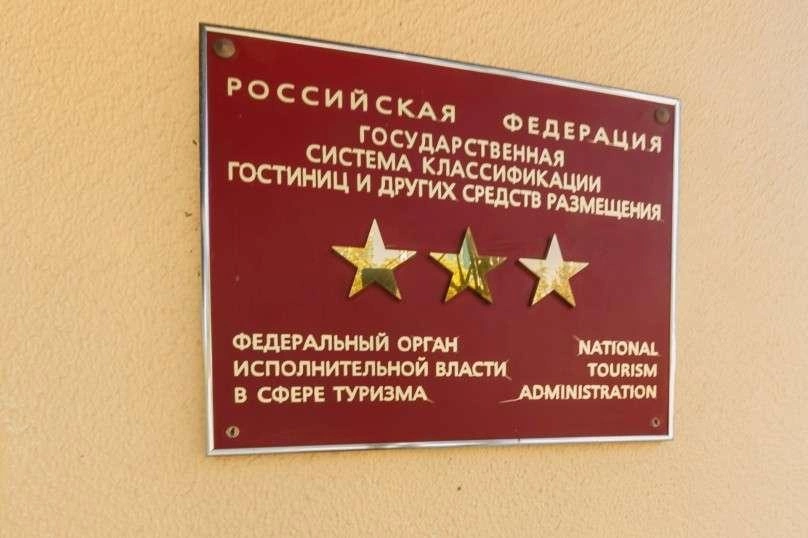 РОССИЙСКАЯ ФЕДЕРАЦИЯ
ГОСУДАРСТВЕННАЯ
СИСТЕМА КЛАССИФИКАЦИИ
ГОСТИНИЦ И ДРУГИХ СРЕДСТВ РАЗМЕЩЕНИЯ
ФЕДЕРАЛЬНЫЙ ОРГАН
ИСПОЛНИТЕЛЬНОЙ ВЛАСТИ
В СФЕРЕ ТУРИЗМА
NATIONAL
TOURISM
ADMINISTRATION